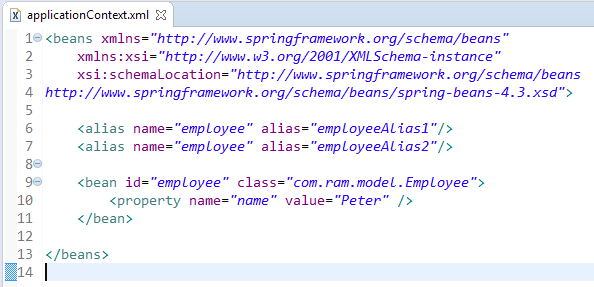 applicationContext.xml
1 <beans xmlns="http://www.springframework.org/schema/beans"
2 xmlns:xsi="http://www.w3.org/2001/XMLSchema-instance"
3 xsi:schemaLocation="http://www.springframework.org/schema/beans
4 http://www.springframework.org/schema/beans/spring-beans-4.3.xsd">
5
6 <alias name="employee" alias="employeeAlias1"/>
7 <alias name="employee" alias="employeeAlias2"/>
8
9 <bean id="employee" class="com.ram.model.Employee">
10 <property name="name" value="Peter" />
11 </bean>
12
13 </beans>
14